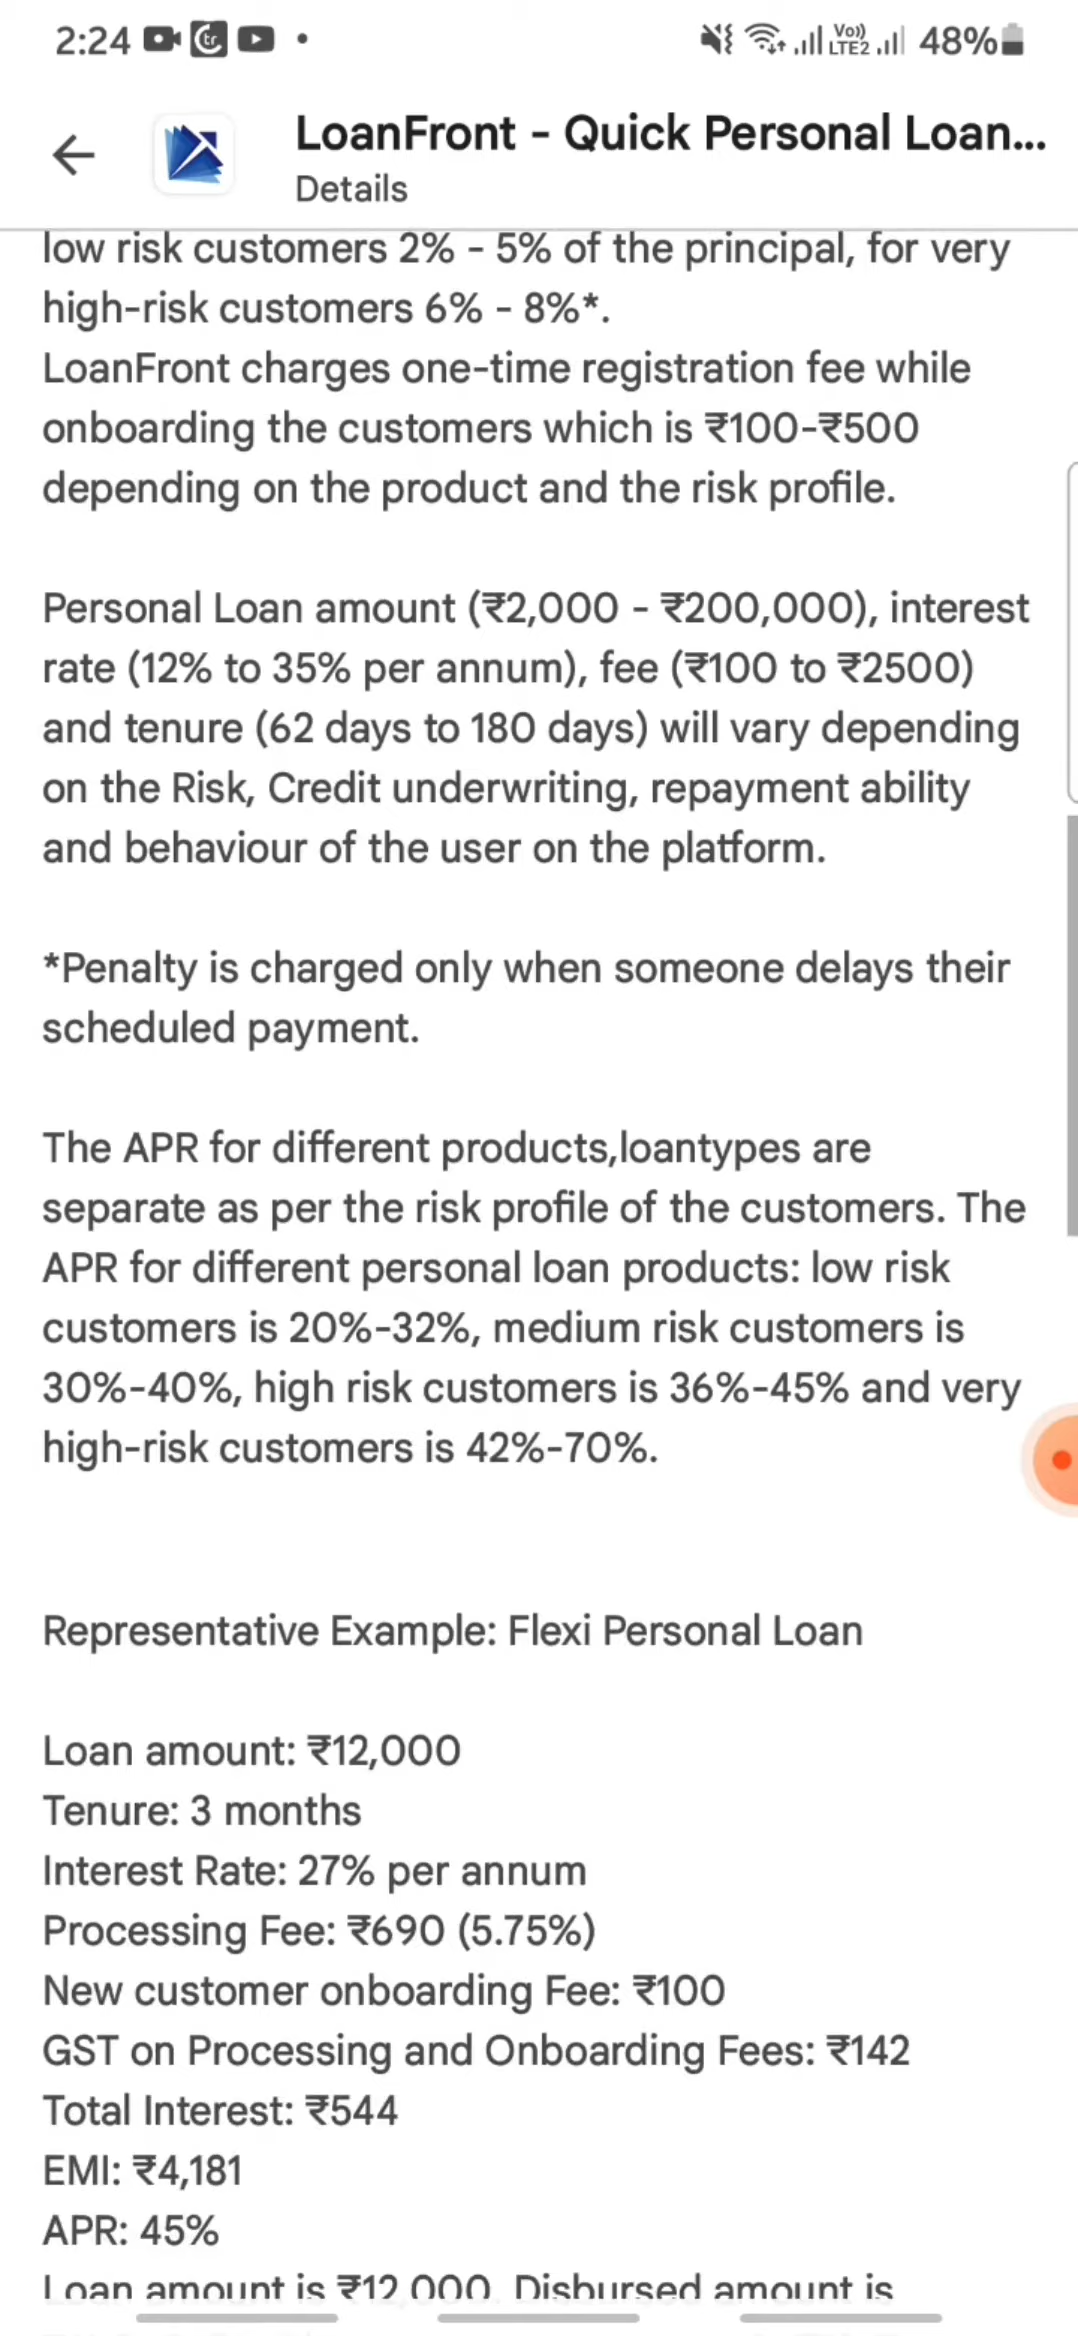 2:24
Vo))
LTE2
48%
LoanFront - Quick Personal Loan...
Details
low risk customers 2% - 5% of the principal, for very
high-risk customers 6% - 8%*.
LoanFront charges one-time registration fee while
onboarding the customers which is ₹100-₹500
depending on the product and the risk profile.
Personal Loan amount (₹2,000 - ₹200,000), interest
rate (12% to 35% per annum), fee (₹100 to ₹2500)
and tenure (62 days to 180 days) will vary depending
on the Risk, Credit underwriting, repayment ability
and behaviour of the user on the platform.
*Penalty is charged only when someone delays their
scheduled payment.
The APR for different products,loantypes are
separate as per the risk profile of the customers. The
APR for different personal loan products: low risk
customers is 20%-32%, medium risk customers is
30%-40%, high risk customers is 36%-45% and very
high-risk customers is 42%-70%.
Representative Example: Flexi Personal Loan
Loan amount: ₹12,000
Tenure: 3 months
Interest Rate: 27% per annum
Processing Fee: ₹690 (5.75%)
New customer onboarding Fee: ₹100
GST on Processing and Onboarding Fees: ₹142
Total Interest: ₹544
EMI: ₹4,181
APR: 45%
Loan amount is ₹12,000. Disbursed amount is